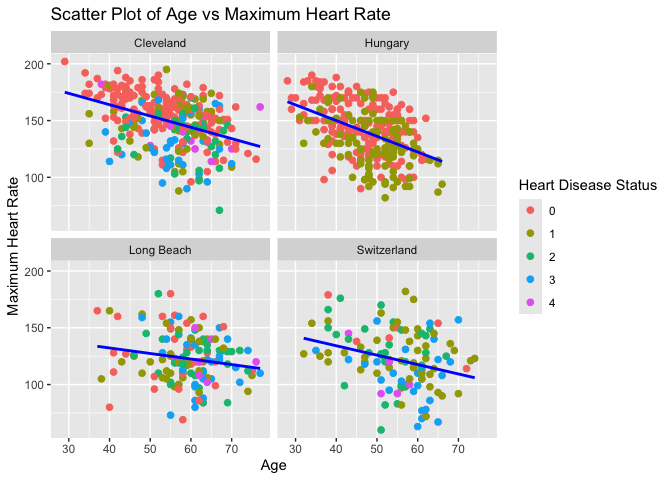 Scatter Plot of Age vs Maximum Heart Rate
Cleveland
Hungary
200
150
100
Long Beach
Switzerland
200
150
100
30 40 50 60 70
30 40 50 60 70
Age
Maximum Heart Rate
Heart Disease Status
0
1
2
3
4